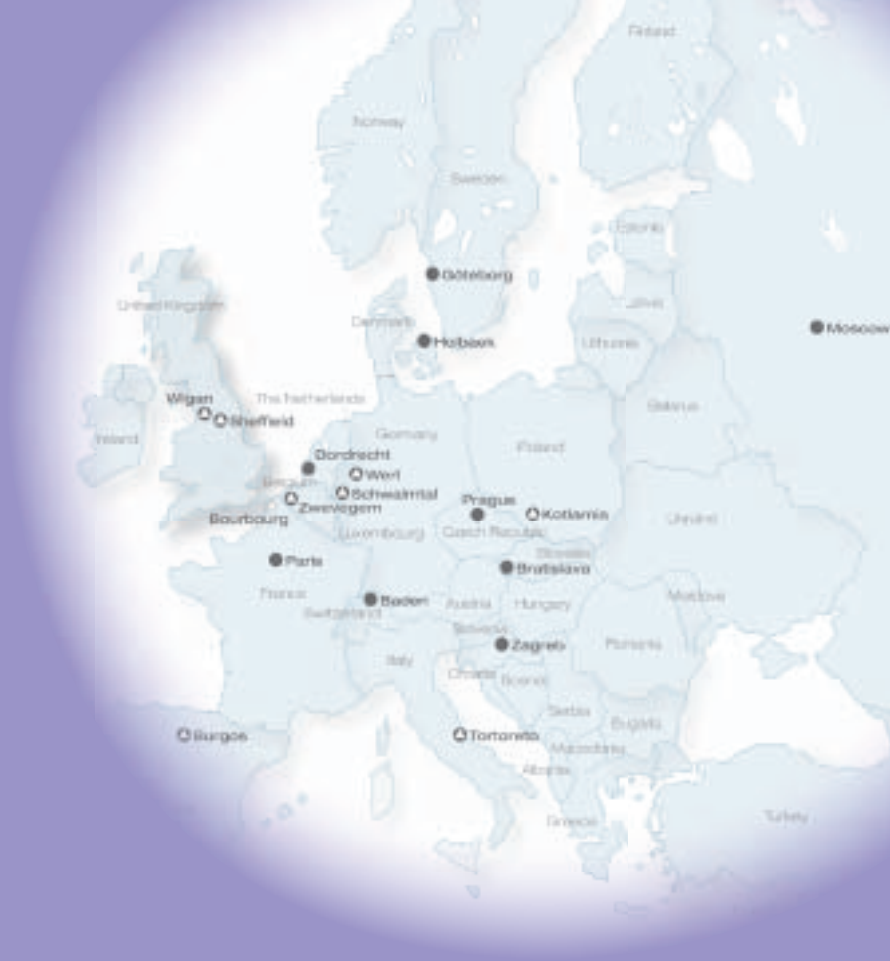 Finland
Norway
Sweden
Estonia
Göteborg
United Kingdom
Latvia
Denmark
Moscow
Holbaek
Lithuania
Wigan
The Netherlands
Belarus
Sheffield
Ireland
Germany
Poland
Dordrecht
Werl
Belgium
Schwalmtal
Prague
Zwevegem
Kotlarnia
Bourbourg
Ukraine
Luxembourg
Czech Republic
Slovakia
Paris
Bratislava
France
Moldova
Baden
Austria
Hungary
Switzerland
Slovenia
Zagreb
Romania
Italy
Croatia
Bosnia
Serbia
Bulgaria
Burgos
Tortoreto
Macedonia
Albania
Greece
Turkey